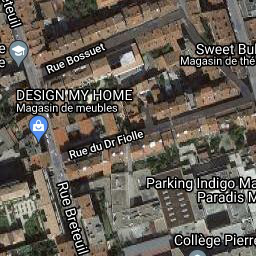 Breteuil
Rue Bossuet
Sweet Bul
Magasin de thé
DESIGN MY HOME
Magasin de meubles
Rue du Dr Fiolle
Rue Breteuil
Parking Indigo Ma
Paradis M
Collège Pierre